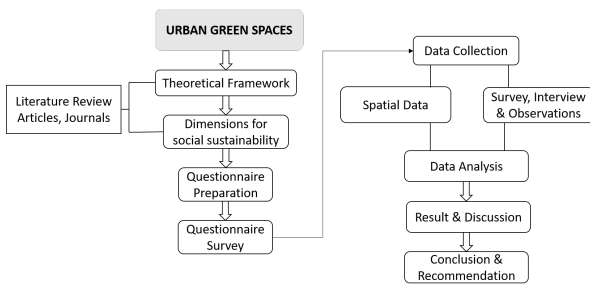 URBAN GREEN SPACES
Theoretical Framework
Literature Review
Articles, Journals
Dimensions for
social sustainability
Questionnaire
Preparation
Questionnaire
Survey
Data Collection
Spatial Data
Survey, Interview
& Observations
Data Analysis
Result & Discussion
Conclusion &
Recommendation